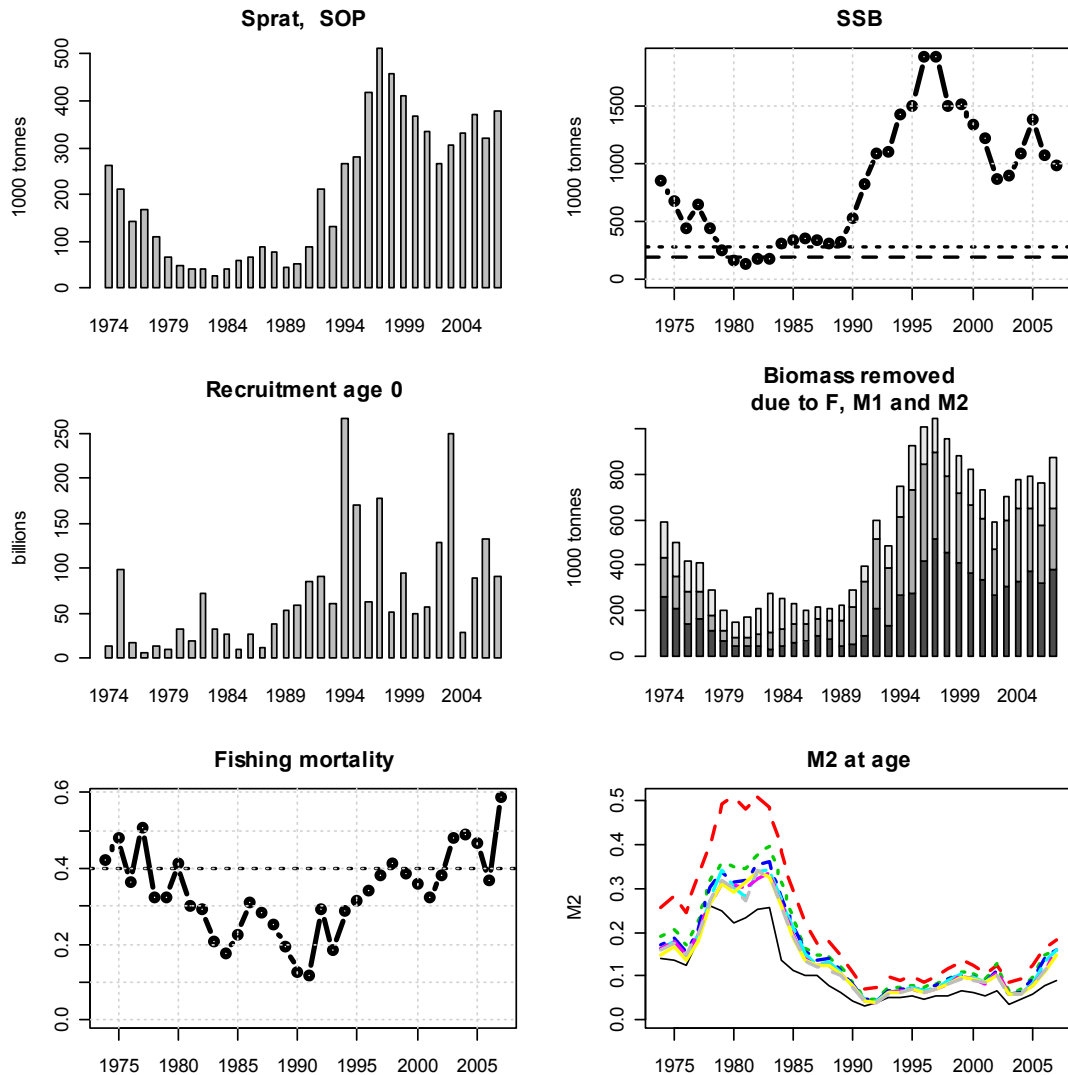 Sprat, SOP
1000 tonnes
0 100 200 300 400 500
1974 1979 1984 1989 1994 1999 2004
SSB
1000 tonnes
0 500 1000 1500
1975 1980 1985 1990 1995 2000 2005
Recruitment age 0
billions
0 50 100 150 200 250
1974 1979 1984 1989 1994 1999 2004
Biomass removed
due to F, M1 and M2
1000 tonnes
0 200 400 600 800
1974 1979 1984 1989 1994 1999 2004
Fishing mortality
0.0 0.2 0.4 0.6
1975 1980 1985 1990 1995 2000 2005
M2 at age
M2
0.0 0.1 0.2 0.3 0.4 0.5
1975 1980 1985 1990 1995 2000 2005